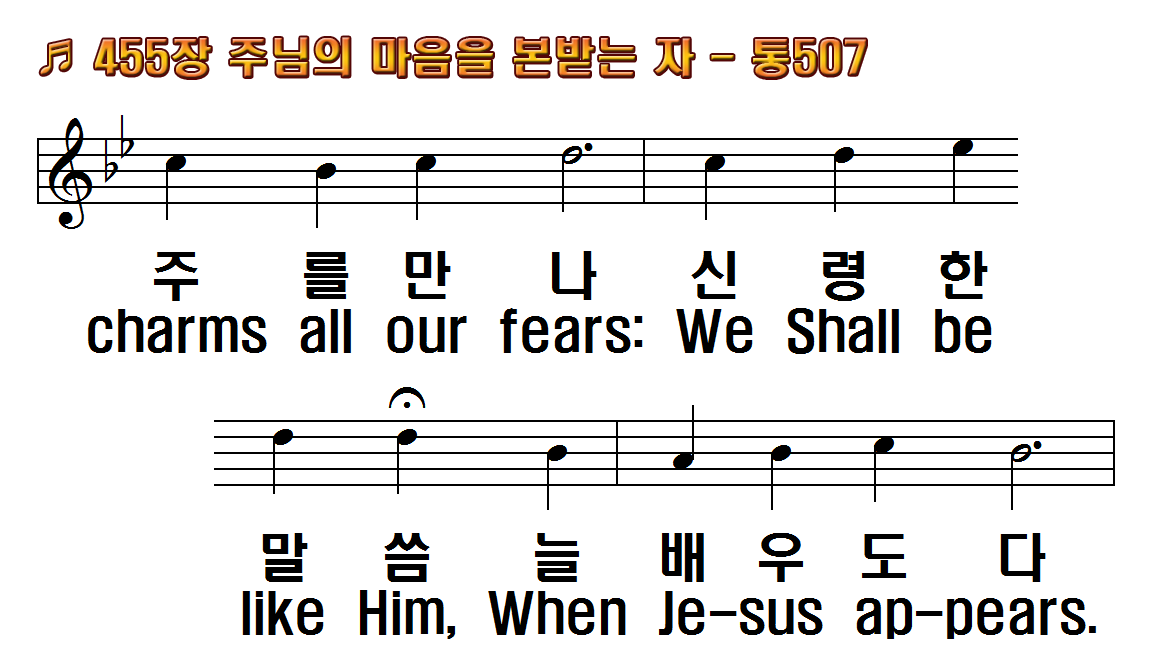 455장 주님의 마음을 본받는 자 - 통507
주 를 만 나 신 령 한
charms all our fears: We Shall be
말 씀 늘 배 우 도 다
like Him, When Je-sus ap-pears.